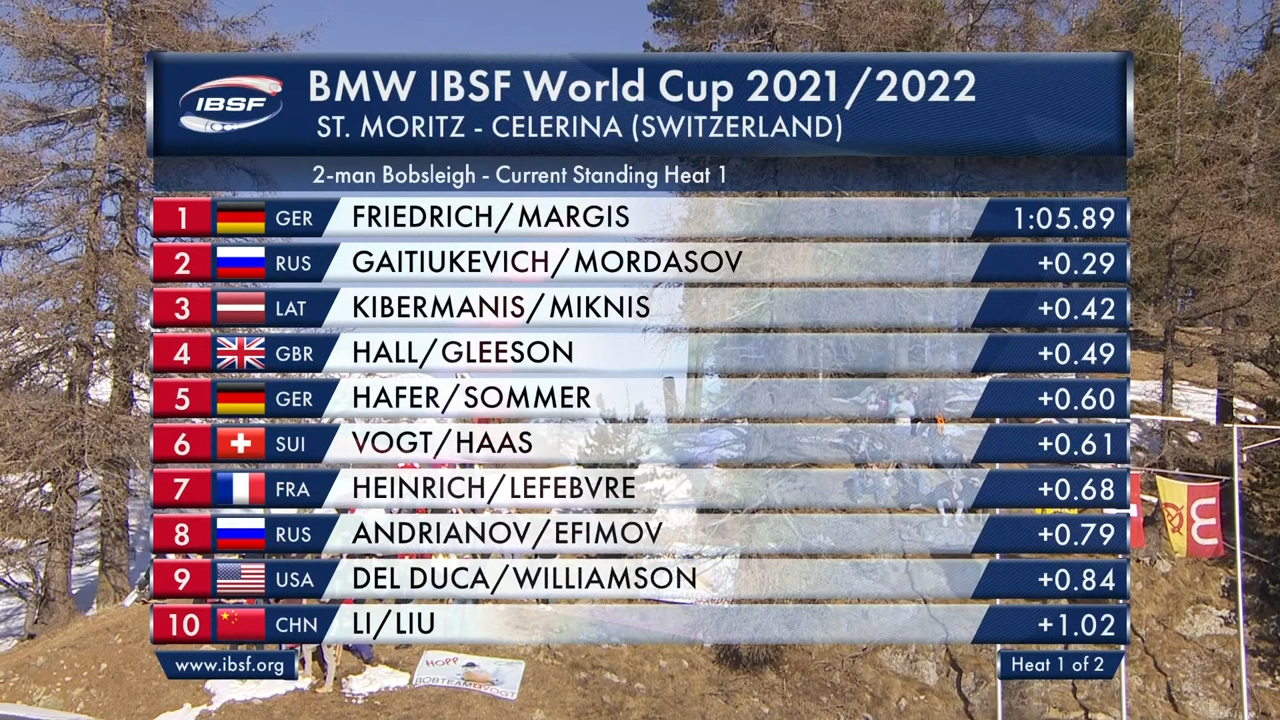 IBSF
BMW IBSF World Cup 2021/2022
ST. MORITZ - CELERINA (SWITZERLAND)
2-man Bobsleigh - Current Standing Heat 1
1 GER FRIEDRICH/MARGIS 1:05.89
2 RUS GAITIUKEVICH/MORDASOV +0.29
3 LAT KIBERMANIS/MIKNIS +0.42
4 GBR HALL/GLEESON +0.49
5 GER HAFER/SOMMER +0.60
6 SUI VOGT/HAAS +0.61
7 FRA HEINRICH/LEFEBVRE +0.68
8 RUS ANDRIANOV/EFIMOV +0.79
9 USA DEL DUCA/WILLIAMSON +0.84
10 CHN LI/LIU +1.02
www.ibsf.org Heat 1 of 2
HOPP
BOBTEAM VOGT